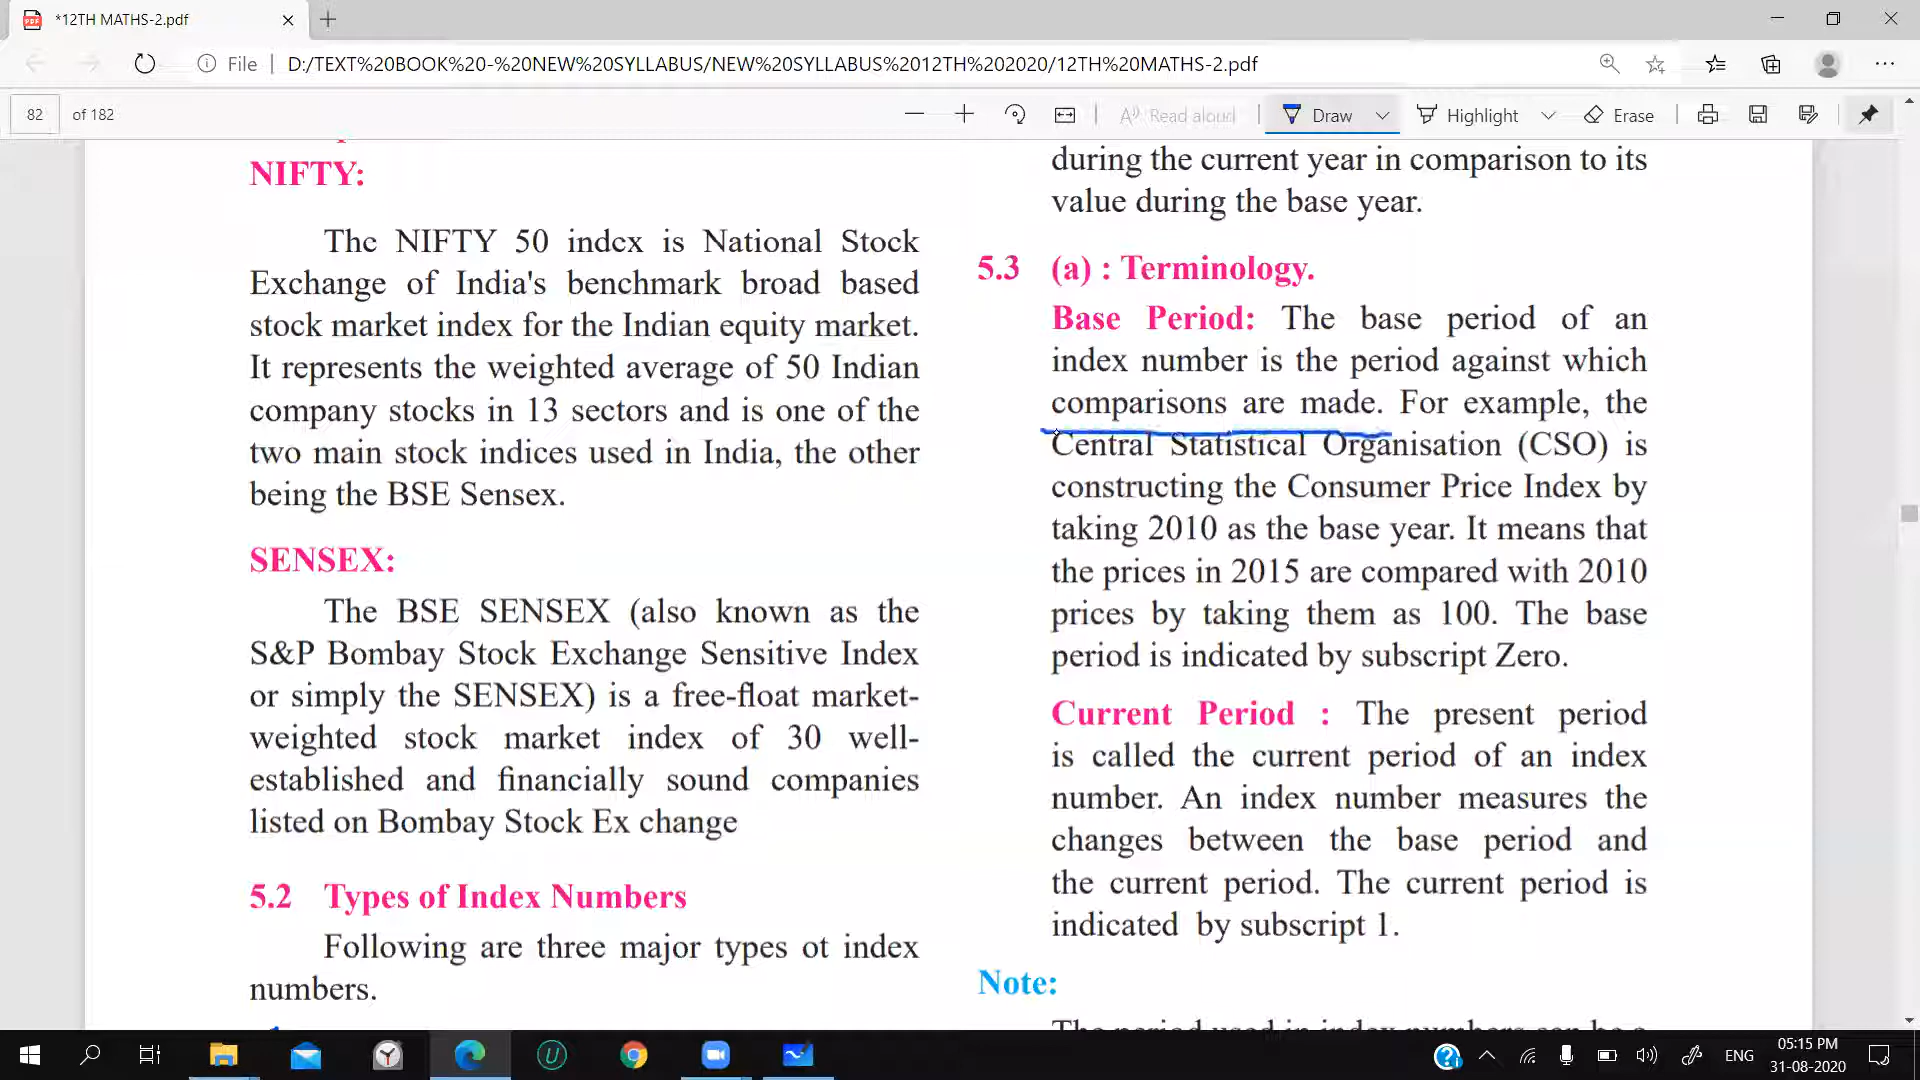 *12TH MATHS-2.pdf
File
D:/TEXT%20BOOK%20-%20NEW%20SYLLABUS/NEW%20SYLLABUS%2012TH%202020/12TH%20MATHS-2.pdf
82 of 182
Read aloud
Draw
Highlight
Erase
NIFTY:
The NIFTY 50 index is National Stock
Exchange of India's benchmark broad based
stock market index for the Indian equity market.
It represents the weighted average of 50 Indian
company stocks in 13 sectors and is one of the
two main stock indices used in India, the other
being the BSE Sensex.
SENSEX:
The BSE SENSEX (also known as the
S&P Bombay Stock Exchange Sensitive Index
or simply the SENSEX) is a free-float market-
weighted stock market index of 30 well-
established and financially sound companies
listed on Bombay Stock Ex change
5.2 Types of Index Numbers
Following are three major types of index
numbers.
during the current year in comparison to its
value during the base year.
5.3 (a) : Terminology.
Base Period: The base period of an
index number is the period against which
comparisons are made. For example, the
Central Statistical Organisation (CSO) is
constructing the Consumer Price Index by
taking 2010 as the base year. It means that
the prices in 2015 are compared with 2010
prices by taking them as 100. The base
period is indicated by subscript Zero.
Current Period : The present period
is called the current period of an index
number. An index number measures the
changes between the base period and
the current period. The current period is
indicated by subscript 1.
Note:
The period used in index numbers can be a
ENG
05:15 PM
31-08-2020